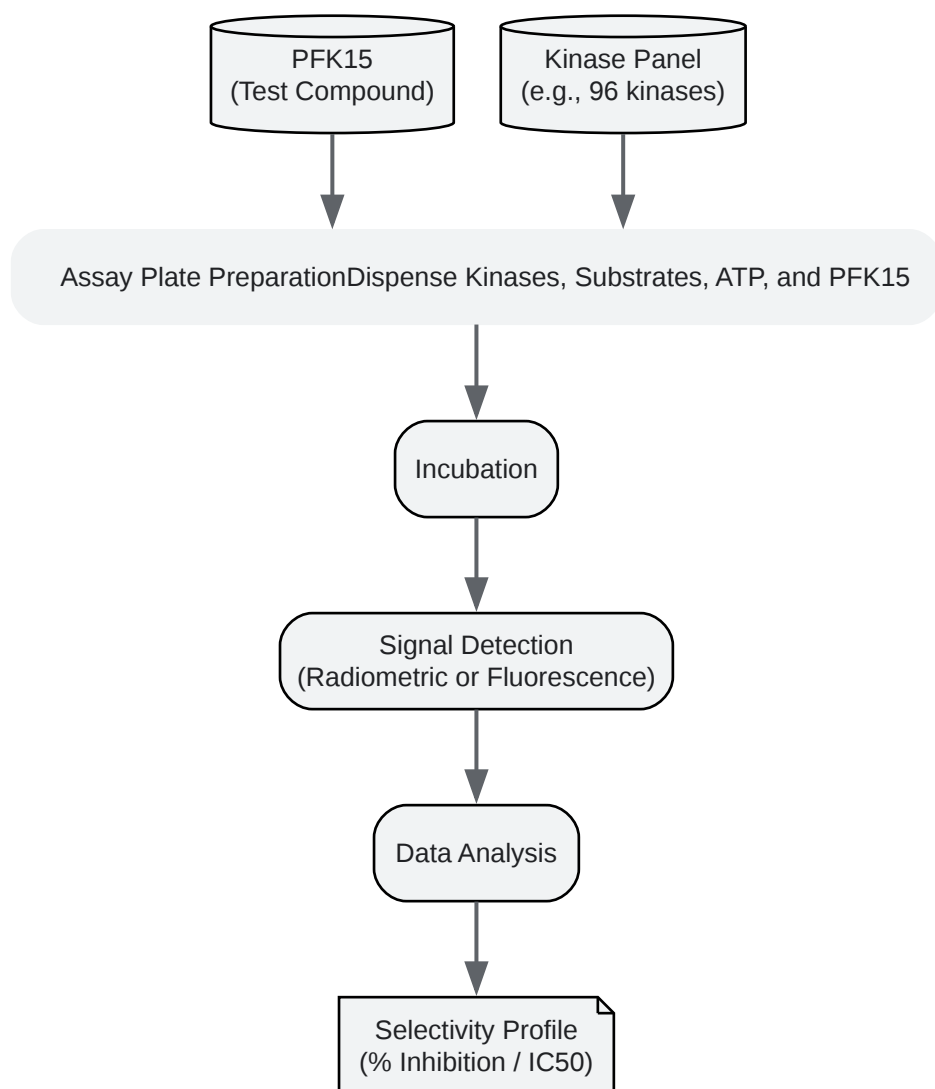 PFK15
(Test Compound)
Kinase Panel
(e.g., 96 kinases)
Assay Plate PreparationDispense Kinases, Substrates, ATP, and PFK15
Incubation
Signal Detection
(Radiometric or Fluorescence)
Data Analysis
Selectivity Profile
(% Inhibition / IC50)